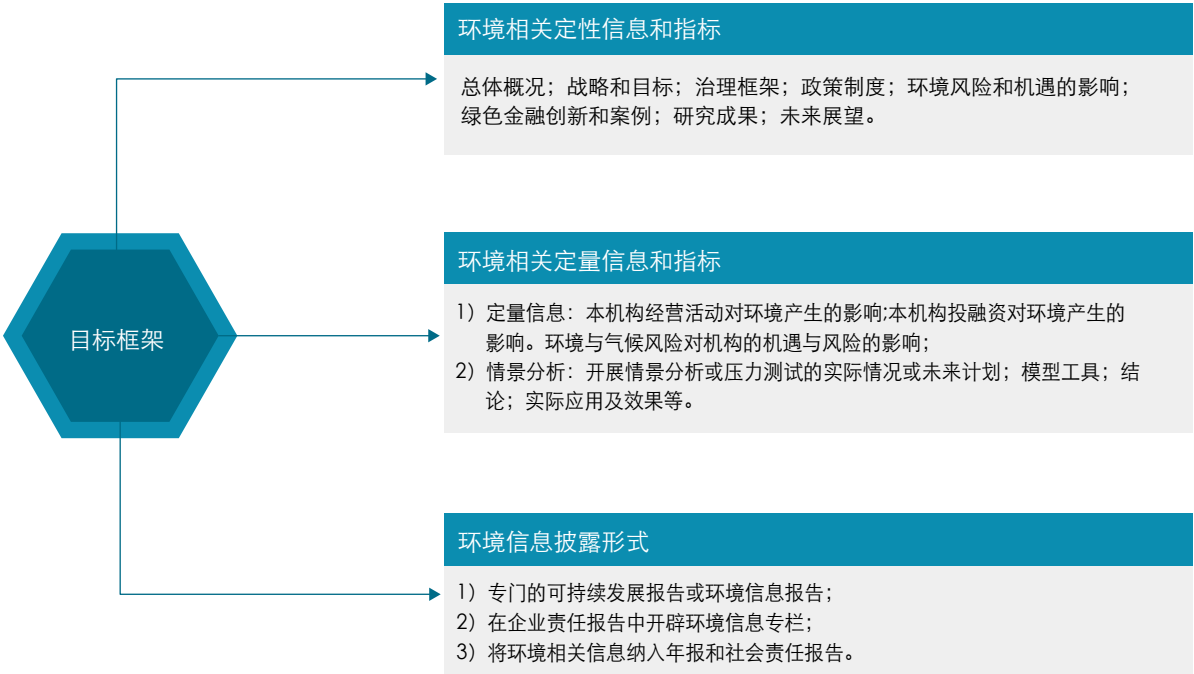 环境相关定性信息和指标
总体概况；战略和目标；治理框架；政策制度；环境风险和机遇的影响；
绿色金融创新和案例；研究成果；未来展望。
目标框架
环境相关定量信息和指标
1）定量信息：本机构经营活动对环境产生的影响;本机构投融资对环境产生的
影响。环境与气候风险对机构的机遇与风险的影响；
2）情景分析：开展情景分析或压力测试的实际情况或未来计划；模型工具；结
论；实际应用及效果等。
环境信息披露形式
1）专门的可持续发展报告或环境信息报告；
2）在企业责任报告中开辟环境信息专栏；
3）将环境相关信息纳入年报和社会责任报告。